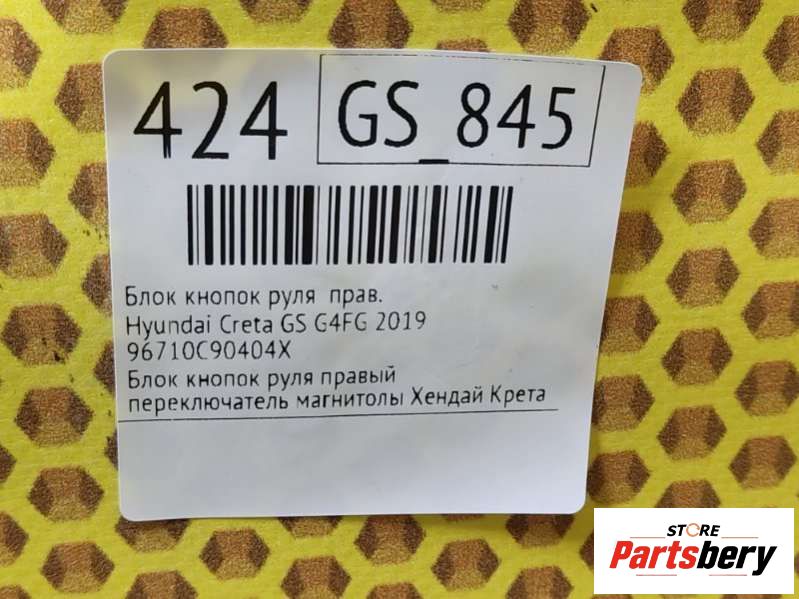 424 GS_845
Блок кнопок руля прав.
Hyundai Creta GS G4FG 2019
96710C90404X
Блок кнопок руля правый
переключатель магнитолы Хендай Крета
STORE
Partsbery